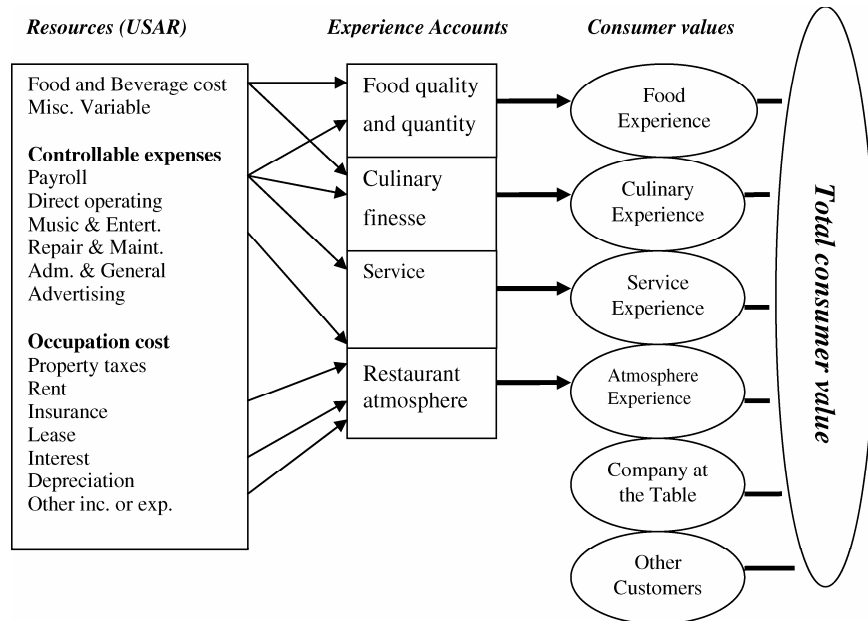 Resources (USAR)
Experience Accounts
Consumer values
Food and Beverage cost
Misc. Variable
Controllable expenses
Payroll
Direct operating
Music & Entert.
Repair & Maint.
Adm. & General
Advertising
Occupation cost
Property taxes
Rent
Insurance
Lease
Interest
Depreciation
Other inc. or exp.
Food quality
and quantity
Culinary
finesse
Service
Restaurant
atmosphere
Food
Experience
Culinary
Experience
Service
Experience
Atmosphere
Experience
Company at
the Table
Other
Customers
Total consumer value